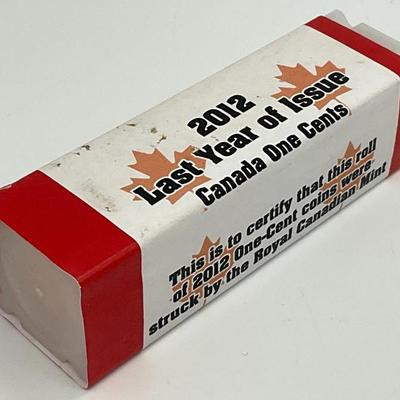 2012
Last Year of Issue
Canada One Cents
This is to certify that this roll
of 2012 One-Cent coins were
struck by the Royal Canadian Mint